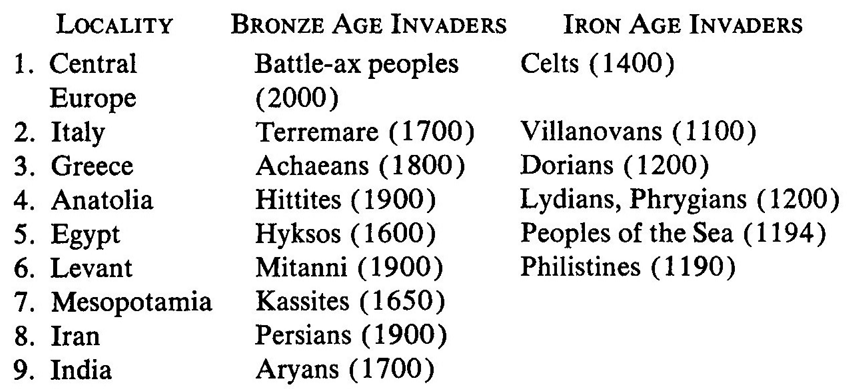 LOCALITY BRONZE AGE INVADERS IRON AGE INVADERS
1. Central Battle-ax peoples Celts (1400)
Europe (2000)
2. Italy Terremare (1700) Villanovans (1100)
3. Greece Achaeans (1800) Dorians (1200)
4. Anatolia Hittites (1900) Lydians, Phrygians (1200)
5. Egypt Hyksos (1600) Peoples of the Sea (1194)
6. Levant Mitanni (1900) Philistines (1190)
7. Mesopotamia Kassites (1650)
8. Iran Persians (1900)
9. India Aryans (1700)